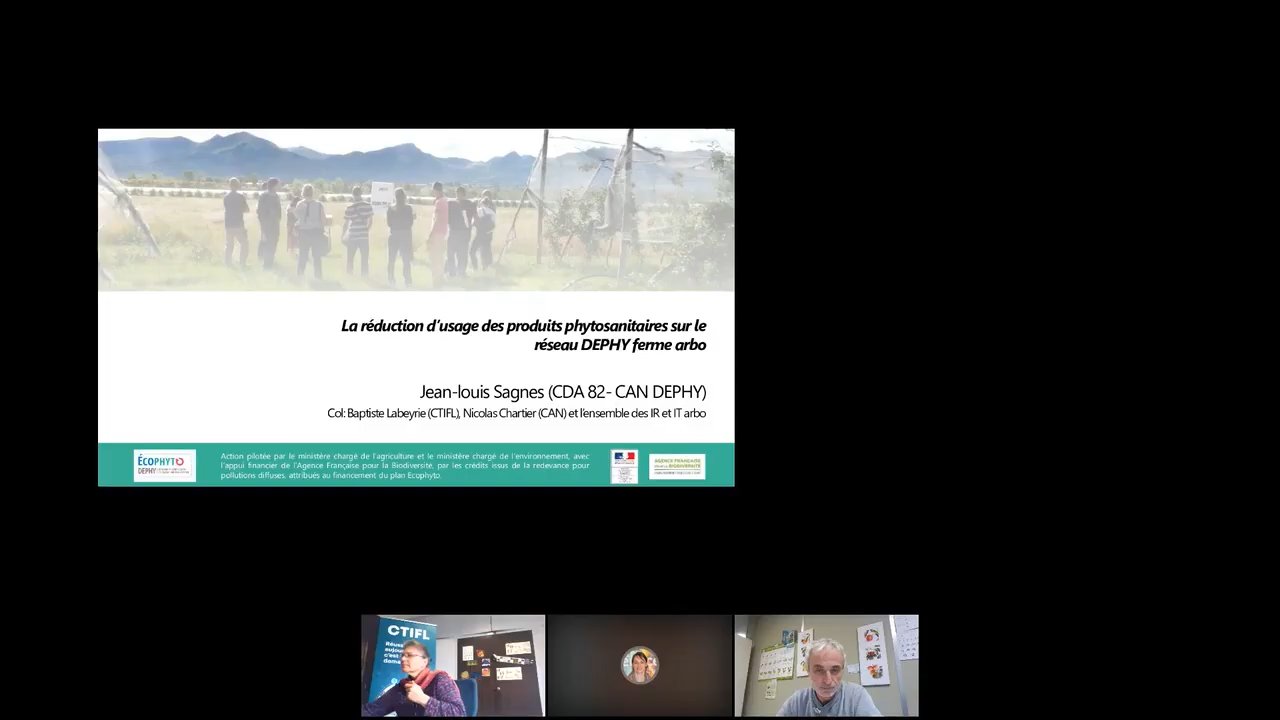 La réduction d'usage des produits phytosanitaires sur le
réseau DEPHY ferme arbo
Jean-louis Sagnes (CDA 82- CAN DEPHY)
Col: Baptiste Labeyrie (CTIFL), Nicolas Chartier (CAN) et l'ensemble des IR et IT arbo
ÉCOPHYTO
DEPHY
Action pilotée par le ministère chargé de l'agriculture et le ministère chargé de l'environnement, avec
l'appui financier de l'Agence Française pour la Biodiversité, par les crédits issus de la redevance pour
pollutions diffuses, attribués au financement du plan Ecophyto.
AGENCE FRANÇAISE
POUR LA BIODIVERSITÉ
CTIFL